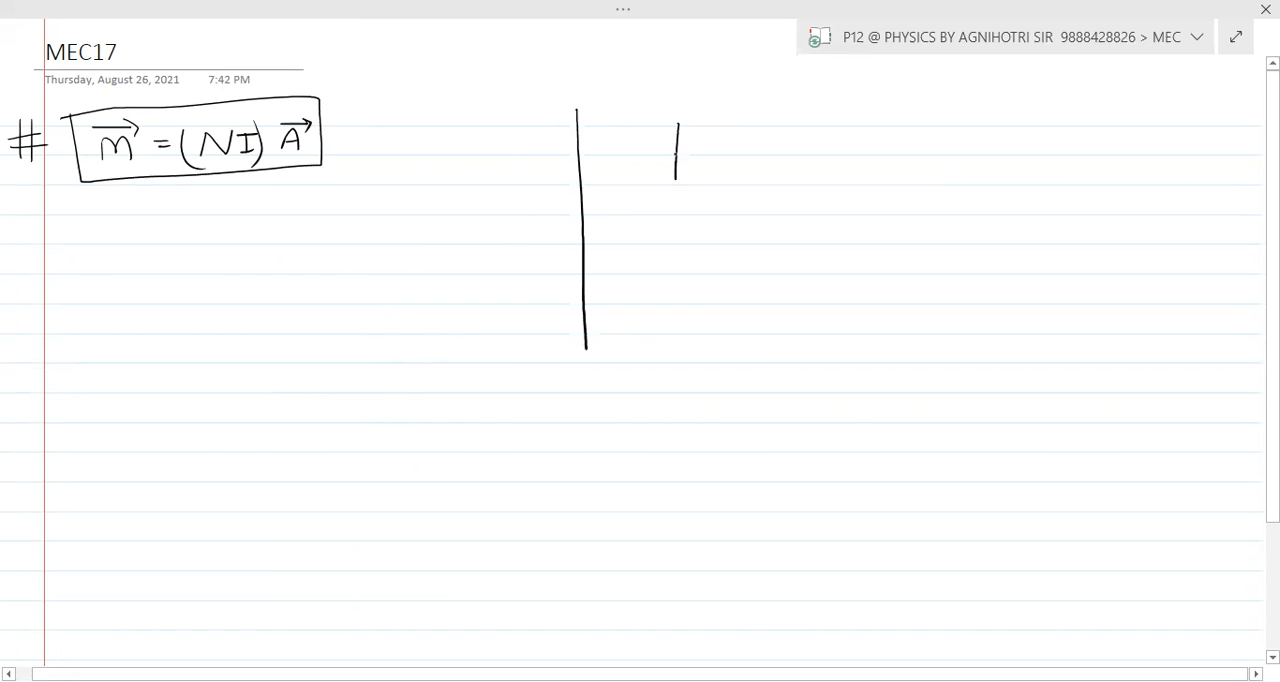 P12 @ PHYSICS BY AGNIHOTRI SIR 9888428826 > MEC
MEC17
Thursday, August 26, 2021 7:42 PM
# M⃗ = (NI) A⃗